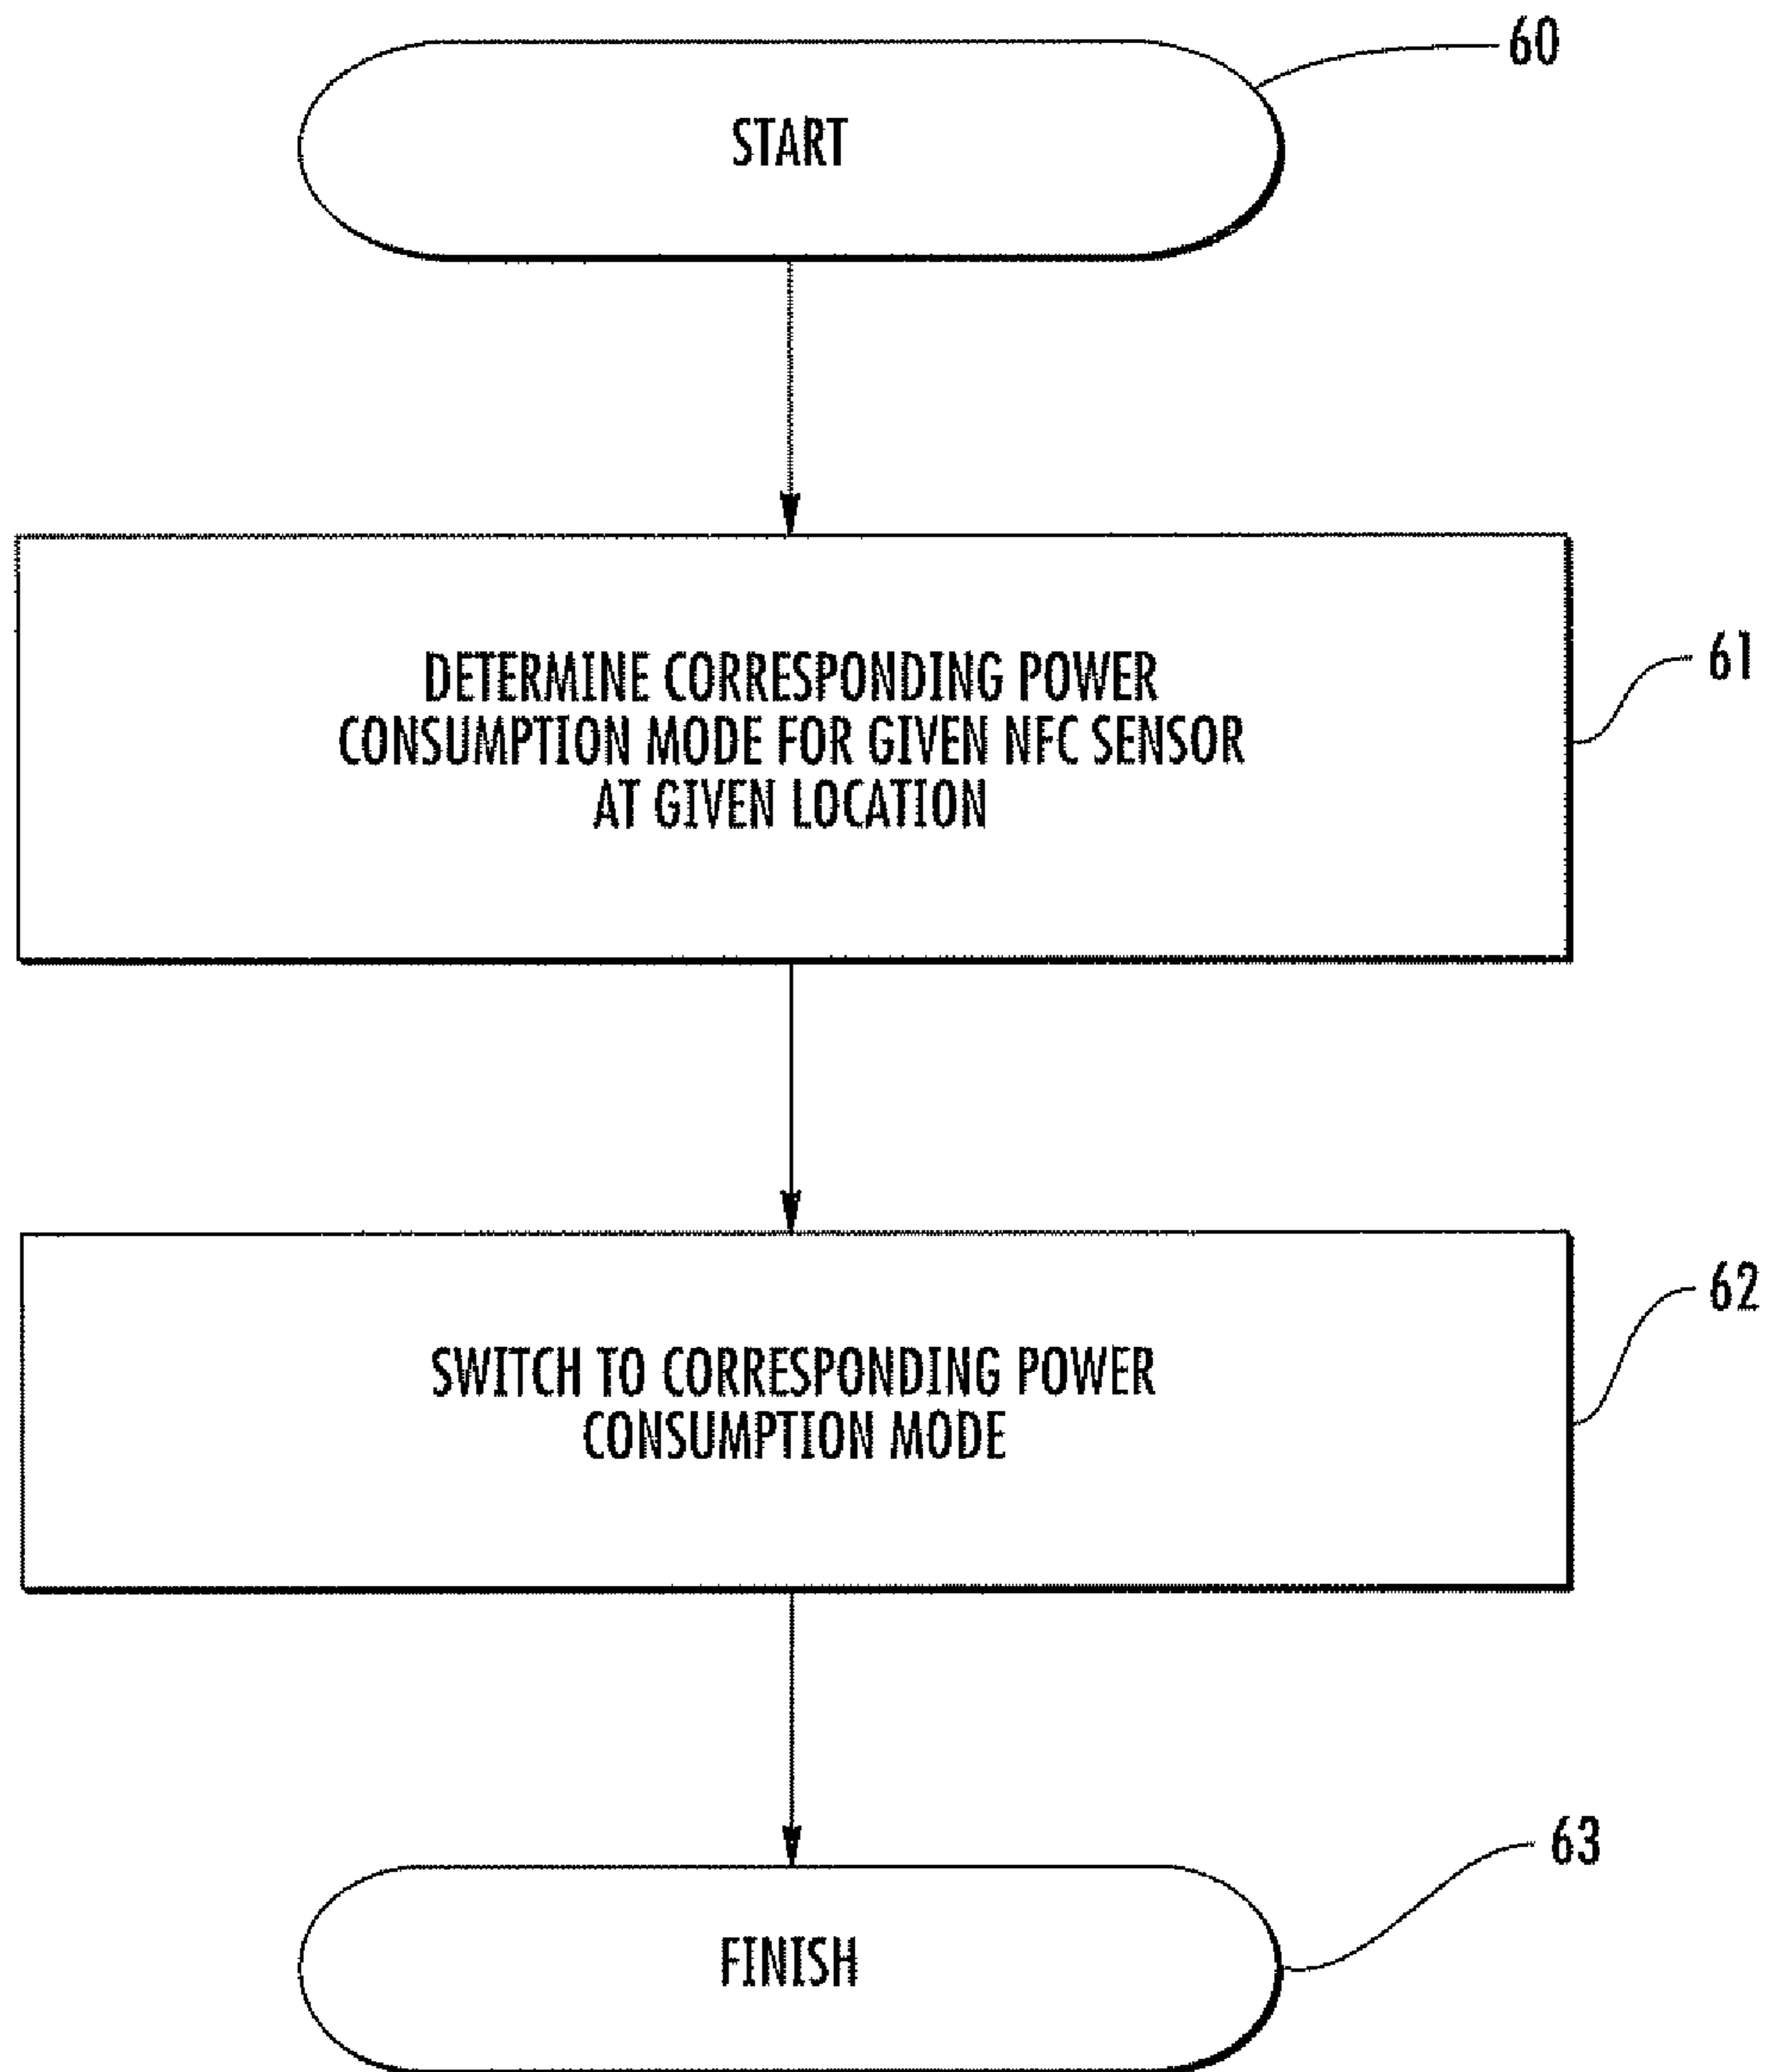 60
START
DETERMINE CORRESPONDING POWER
CONSUMPTION MODE FOR GIVEN NFC SENSOR
AT GIVEN LOCATION
61
SWITCH TO CORRESPONDING POWER
CONSUMPTION MODE
62
63
FINISH